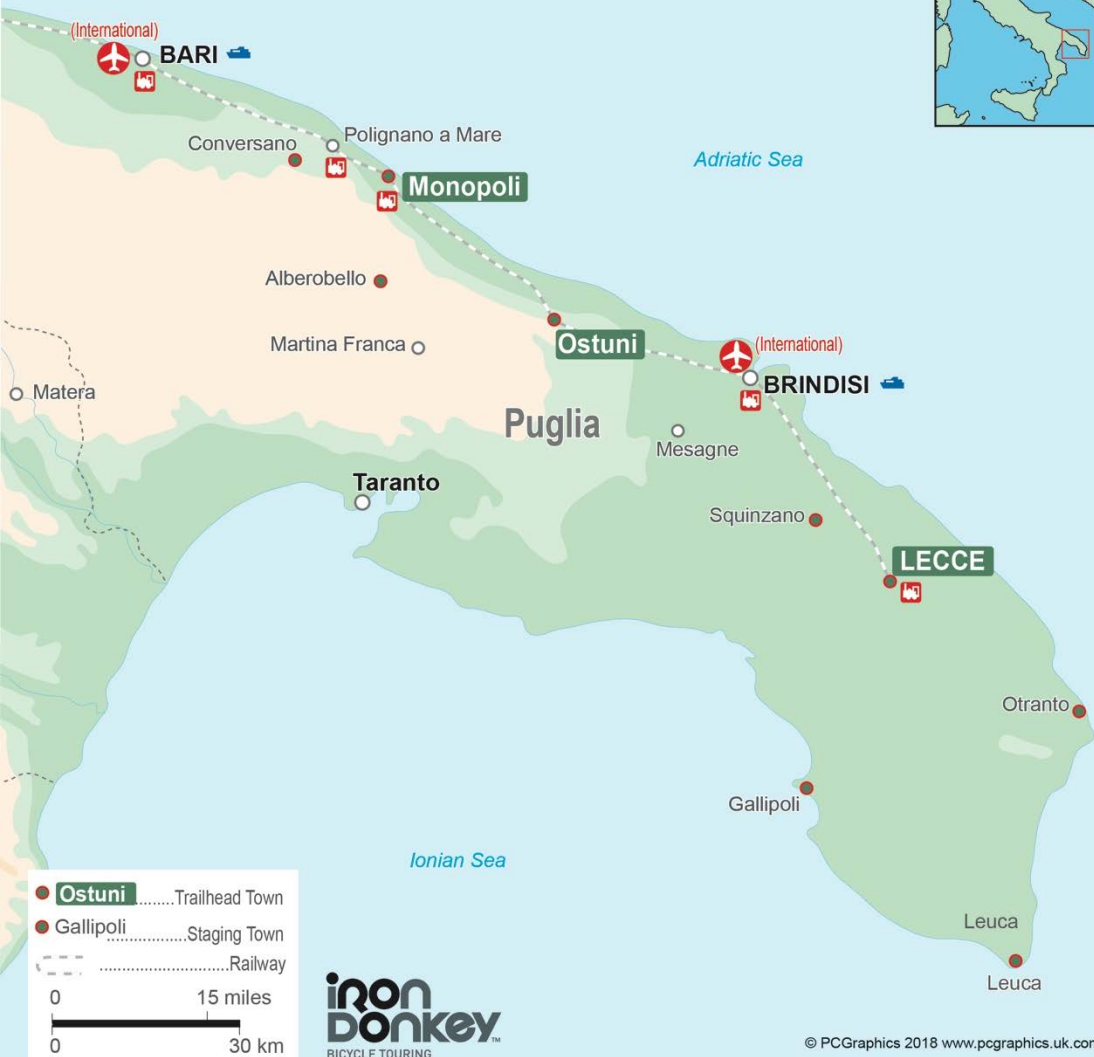 (International)
BARI
Conversano
Polignano a Mare
Adriatic Sea
Monopoli
Alberobello
Martina Franca
Ostuni
(International)
BRINDISI
Matera
Puglia
Mesagne
Taranto
Squinzano
LECCE
Otranto
Gallipoli
Ionian Sea
Leuca
Leuca
Ostuni .........Trailhead Town
Gallipoli ..................Staging Town
............................Railway
0 15 miles
0 30 km
iRON
DONKEY™
BICYCLE TOURING
© PCGraphics 2018 www.pcgraphics.uk.com